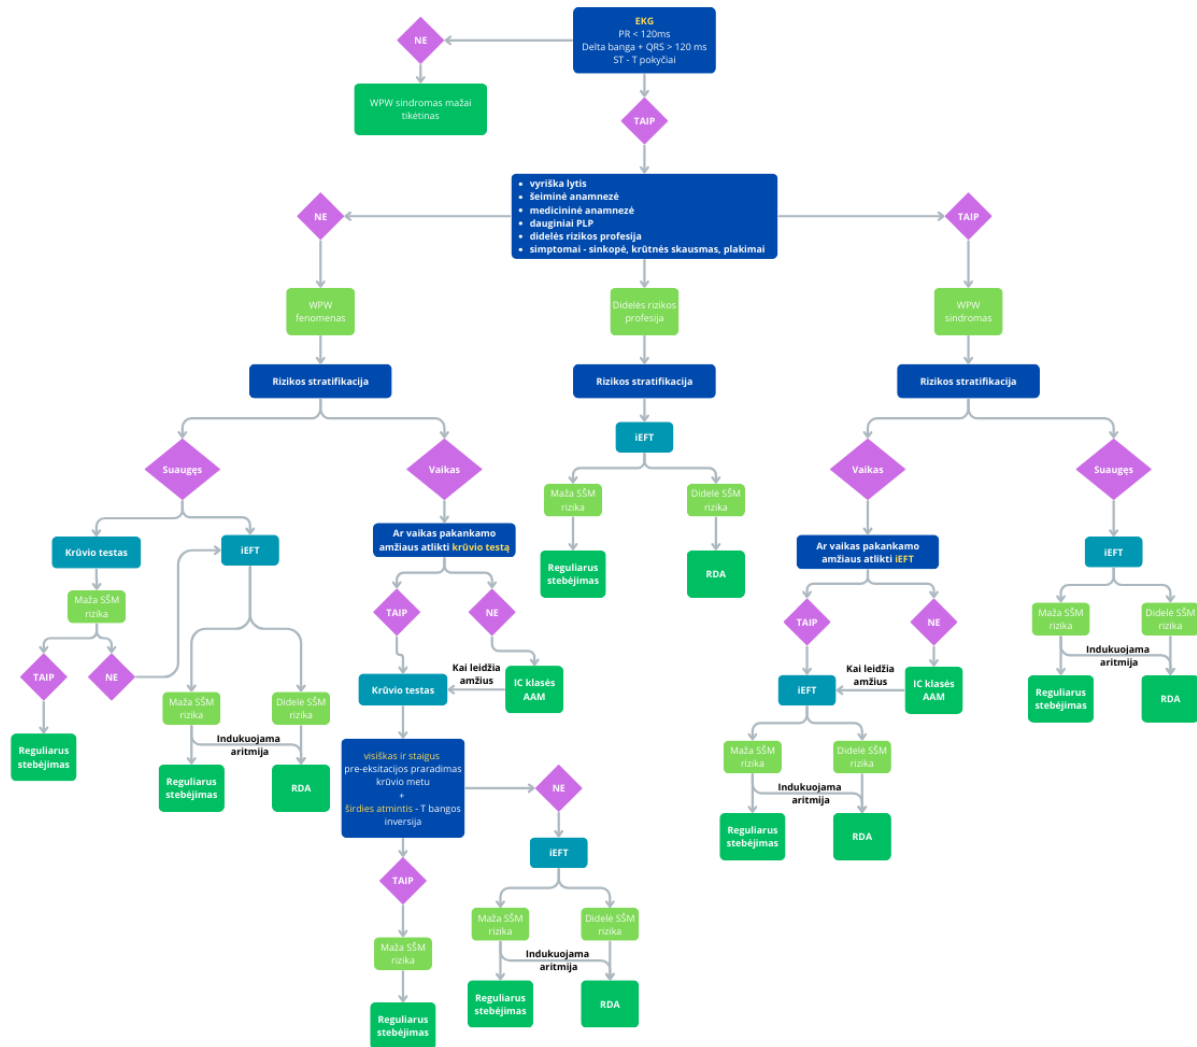 EKG
PR < 120ms
Delta banga + QRS > 120 ms
ST - T pokyčiai
NE
WPW sindromas mažai
tikėtinas
TAIP
• vyriška lytis
• šeiminė anamnezė
• medicininė anamnezė
• dauginiai PLP
• didelės rizikos profesija
• simptomai - sinkopė, krūtnės skausmas, plakimai
NE
TAIP
WPW
fenomenas
Didelės rizikos
profesija
WPW
sindromas
Rizikos stratifikacija
Rizikos stratifikacija
Rizikos stratifikacija
Suaugęs
Krūvio testas
iEFT
Maža SŠM
rizika
TAIP
NE
Reguliarus
stebėjimas
Maža SŠM
rizika
Didelė SŠM
rizika
Indukuojama
aritmija
Reguliarus
stebėjimas
RDA
Vaikas
Ar vaikas pakankamo
amžiaus atlikti krūvio testą
TAIP
NE
Kai leidžia
amžius
Krūvio testas
IC klasės
AAM
visiškas ir staigus
pre-eksitacijos praradimas
krūvio metu
+
širdies atmintis - T bangos
inversija
NE
TAIP
iEFT
Maža SŠM
rizika
Reguliarus
stebėjimas
Maža SŠM
rizika
Didelė SŠM
rizika
Indukuojama
aritmija
Reguliarus
stebėjimas
RDA
iEFT
Maža SŠM
rizika
Didelė SŠM
rizika
Reguliarus
stebėjimas
RDA
Vaikas
Ar vaikas pakankamo
amžiaus atlikti iEFT
TAIP
NE
Kai leidžia
amžius
iEFT
IC klasės
AAM
Maža SŠM
rizika
Didelė SŠM
rizika
Indukuojama
aritmija
Reguliarus
stebėjimas
RDA
Suaugęs
iEFT
Maža SŠM
rizika
Didelė SŠM
rizika
Indukuojama
aritmija
Reguliarus
stebėjimas
RDA